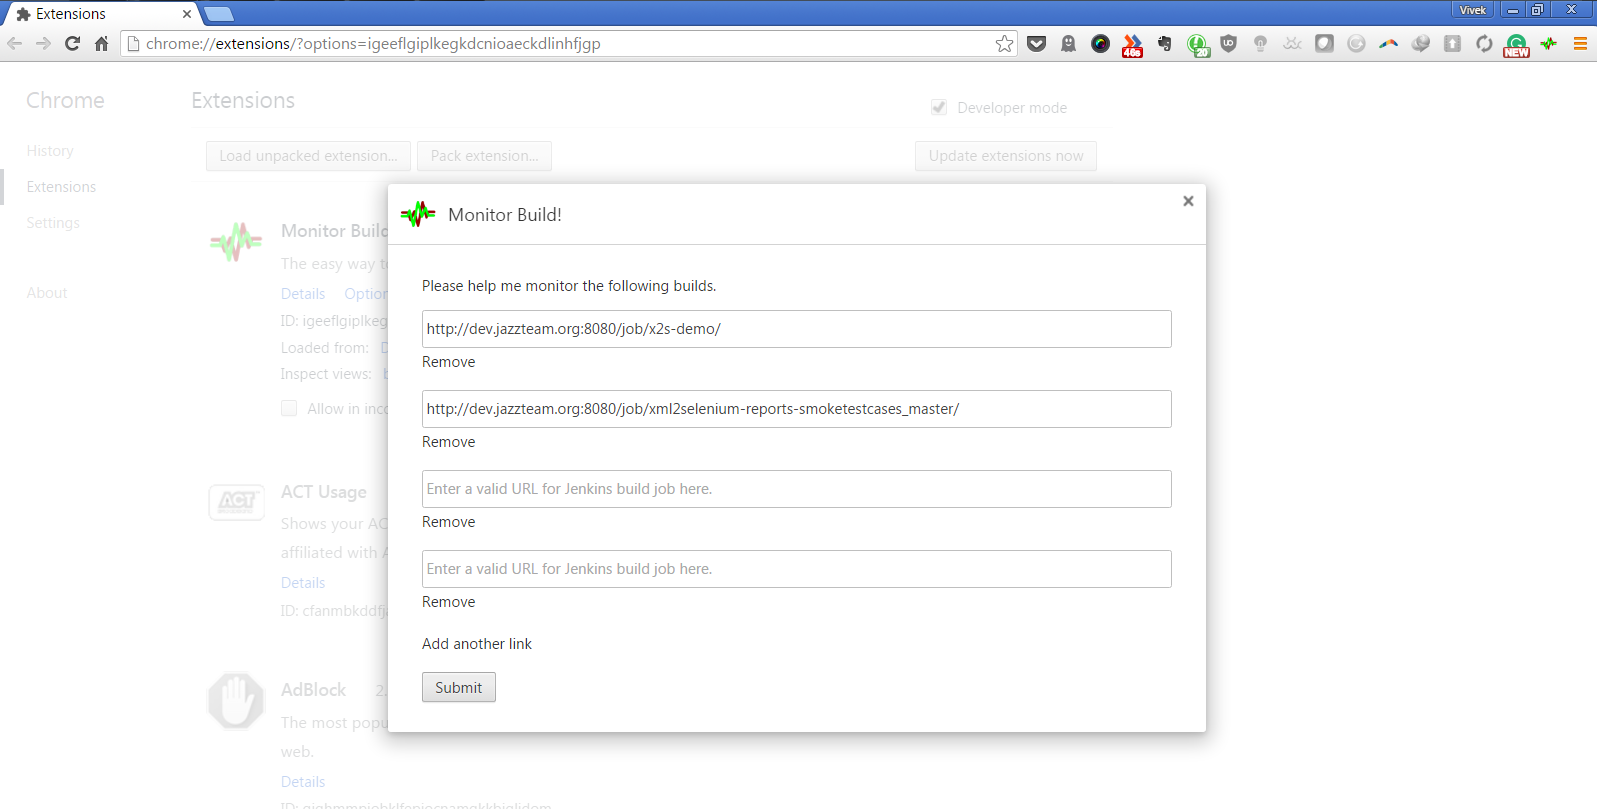 Extensions
Vivek
chrome://extensions/?options=igeeflgiplkegkdcnioaeckdlinhfjgp
46s
20
NEW
Chrome
Extensions
Developer mode
History
Load unpacked extension...
Pack extension...
Update extensions now
Extensions
Settings
About
Monitor Build
The easy way t
Details
Option
ID: igeeflgiplkeg
Loaded from:
Inspect views:
Allow in inco
Monitor Build!
Please help me monitor the following builds.
http://dev.jazzteam.org:8080/job/x2s-demo/
Remove
http://dev.jazzteam.org:8080/job/xml2selenium-reports-smoketestcases_master/
Remove
Enter a valid URL for Jenkins build job here.
Remove
Enter a valid URL for Jenkins build job here.
Remove
Add another link
Submit
ACT
ACT Usage
Shows your AC
affiliated with A
Details
ID: cfanmbkddfj
AdBlock 2.
The most popu
web.
Details